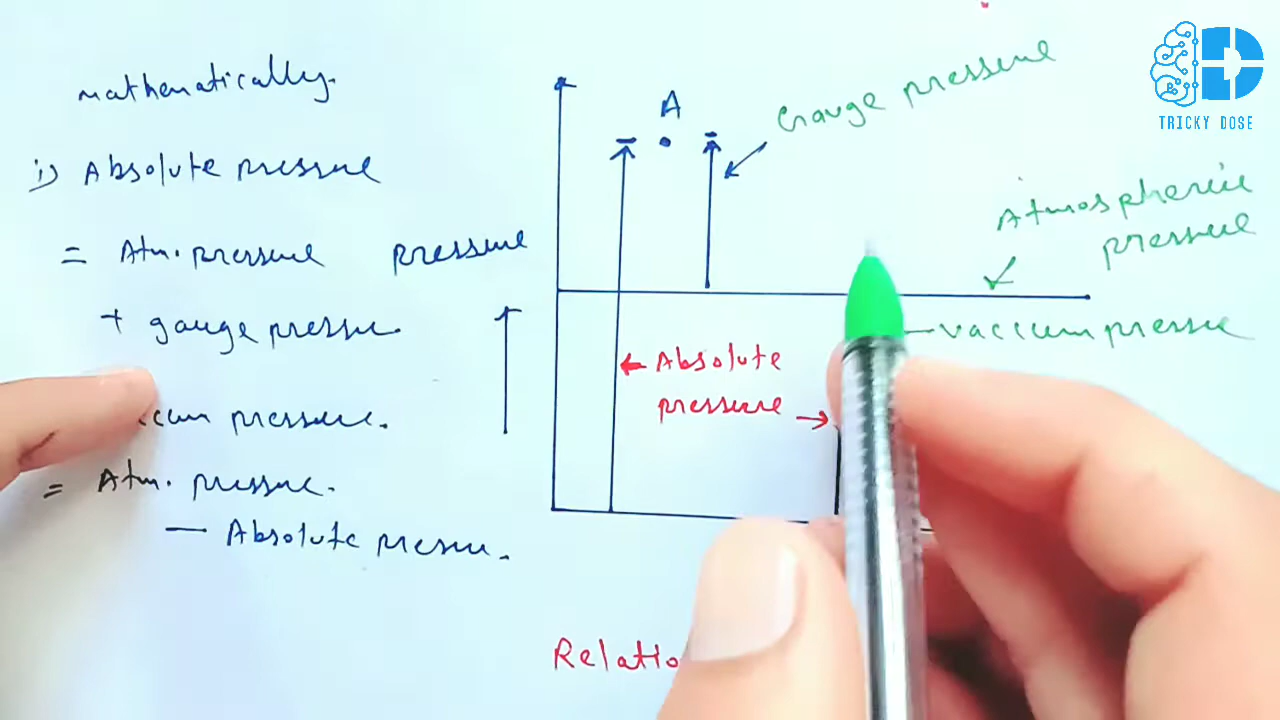 mathematically.
i) Absolute pressure
= Atm. pressure
+ gauge pressure.
pressure.
= Atm. pressure.
— Absolute pressure.
pressure
A
Gauge pressure
Atmospheric
pressure
vaccum pressure
Absolute
pressure
Relatio
TRICKY DOSE